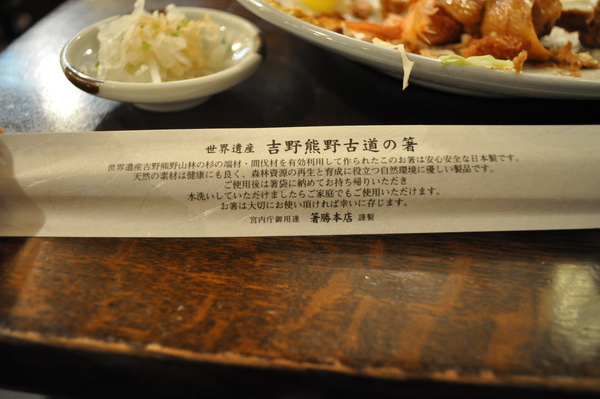 世界遺産 吉野熊野古道の箸
世界遺産吉野熊野山林の杉の端材・間伐材を有効利用して作られたこのお箸は安心安全な日本製です。
天然の素材は健康にも良く、森林資源の再生と育成に役立つ自然環境に優しい製品です。
ご使用後は箸袋に納めてお持ち帰りいただき
水洗いしていただけましたらご家庭でもご使用いただけます。
お箸は大切にお使い頂ければ幸いに存じます。
宮内庁御用達 箸勝本店 謹製